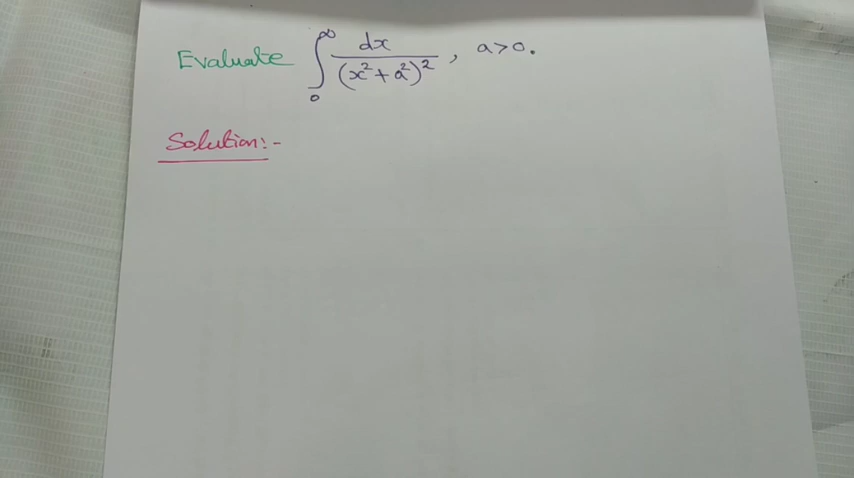 Evaluate ∫₀^∞ dx/(x²+a²)², a>0.
Solution:-